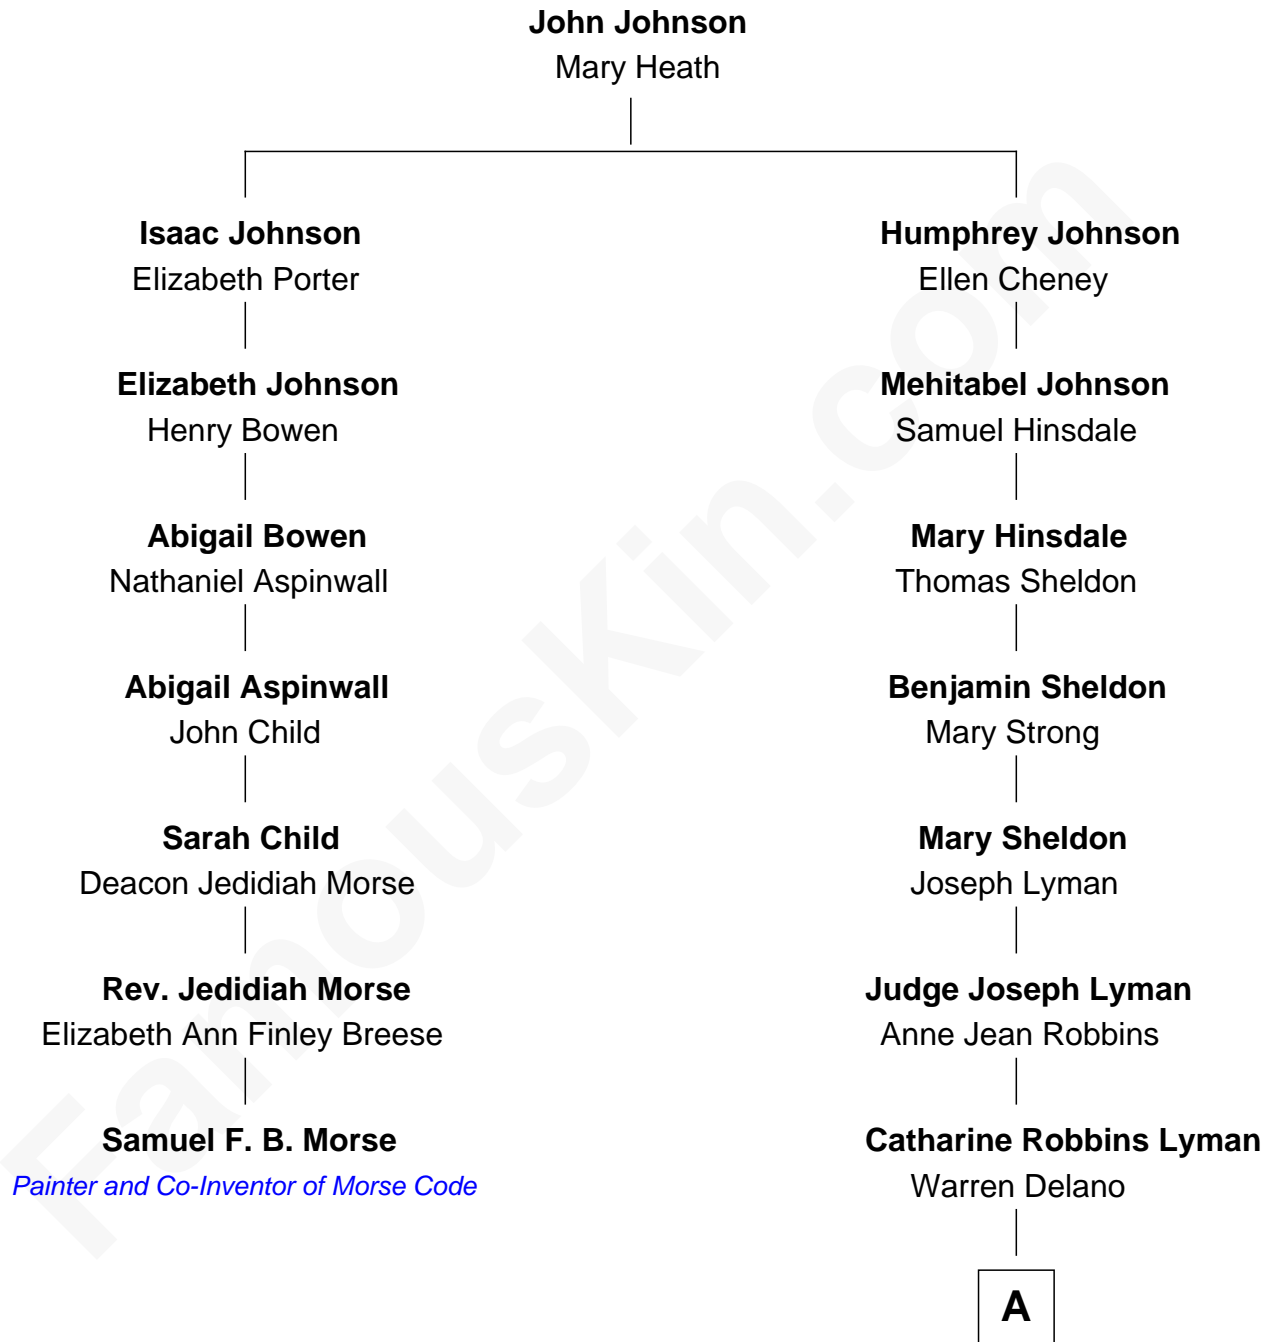 John Johnson
Mary Heath
Isaac Johnson
Elizabeth Porter
Humphrey Johnson
Ellen Cheney
Elizabeth Johnson
Henry Bowen
Mehitabel Johnson
Samuel Hinsdale
Abigail Bowen
Nathaniel Aspinwall
Mary Hinsdale
Thomas Sheldon
Abigail Aspinwall
John Child
Benjamin Sheldon
Mary Strong
Sarah Child
Deacon Jedidiah Morse
Mary Sheldon
Joseph Lyman
Rev. Jedidiah Morse
Elizabeth Ann Finley Breese
Judge Joseph Lyman
Anne Jean Robbins
Samuel F. B. Morse
Painter and Co-Inventor of Morse Code
Catharine Robbins Lyman
Warren Delano
A
FamousKin.com